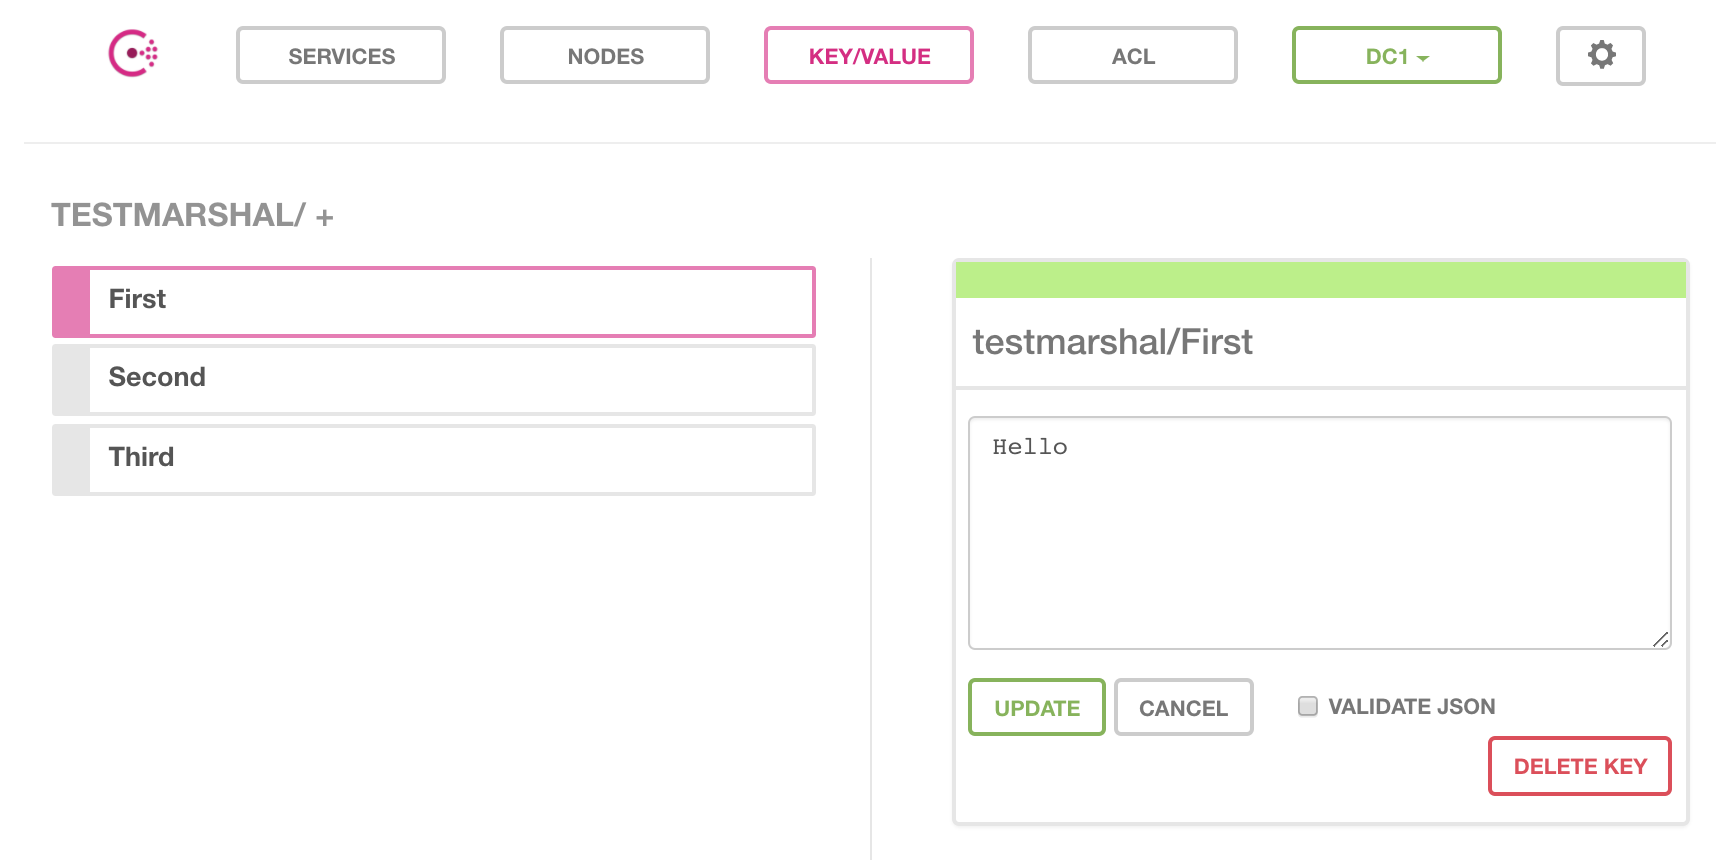 SERVICES NODES KEY/VALUE ACL DC1
TESTMARSHAL/ +
First
Second
Third
testmarshal/First
Hello
UPDATE CANCEL VALIDATE JSON
DELETE KEY